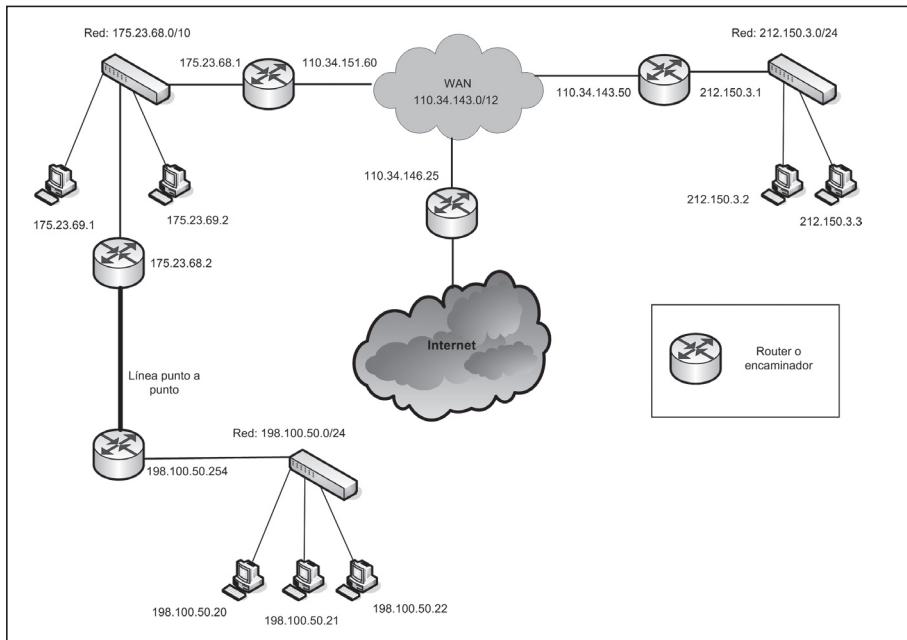 Red: 175.23.68.0/10
175.23.68.1
110.34.151.60
WAN
110.34.143.0/12
110.34.143.50
212.150.3.1
Red: 212.150.3.0/24
175.23.69.1
175.23.69.2
110.34.146.25
212.150.3.2
212.150.3.3
175.23.68.2
Internet
Router o
encaminador
Línea punto a
punto
Red: 198.100.50.0/24
198.100.50.254
198.100.50.20
198.100.50.21
198.100.50.22